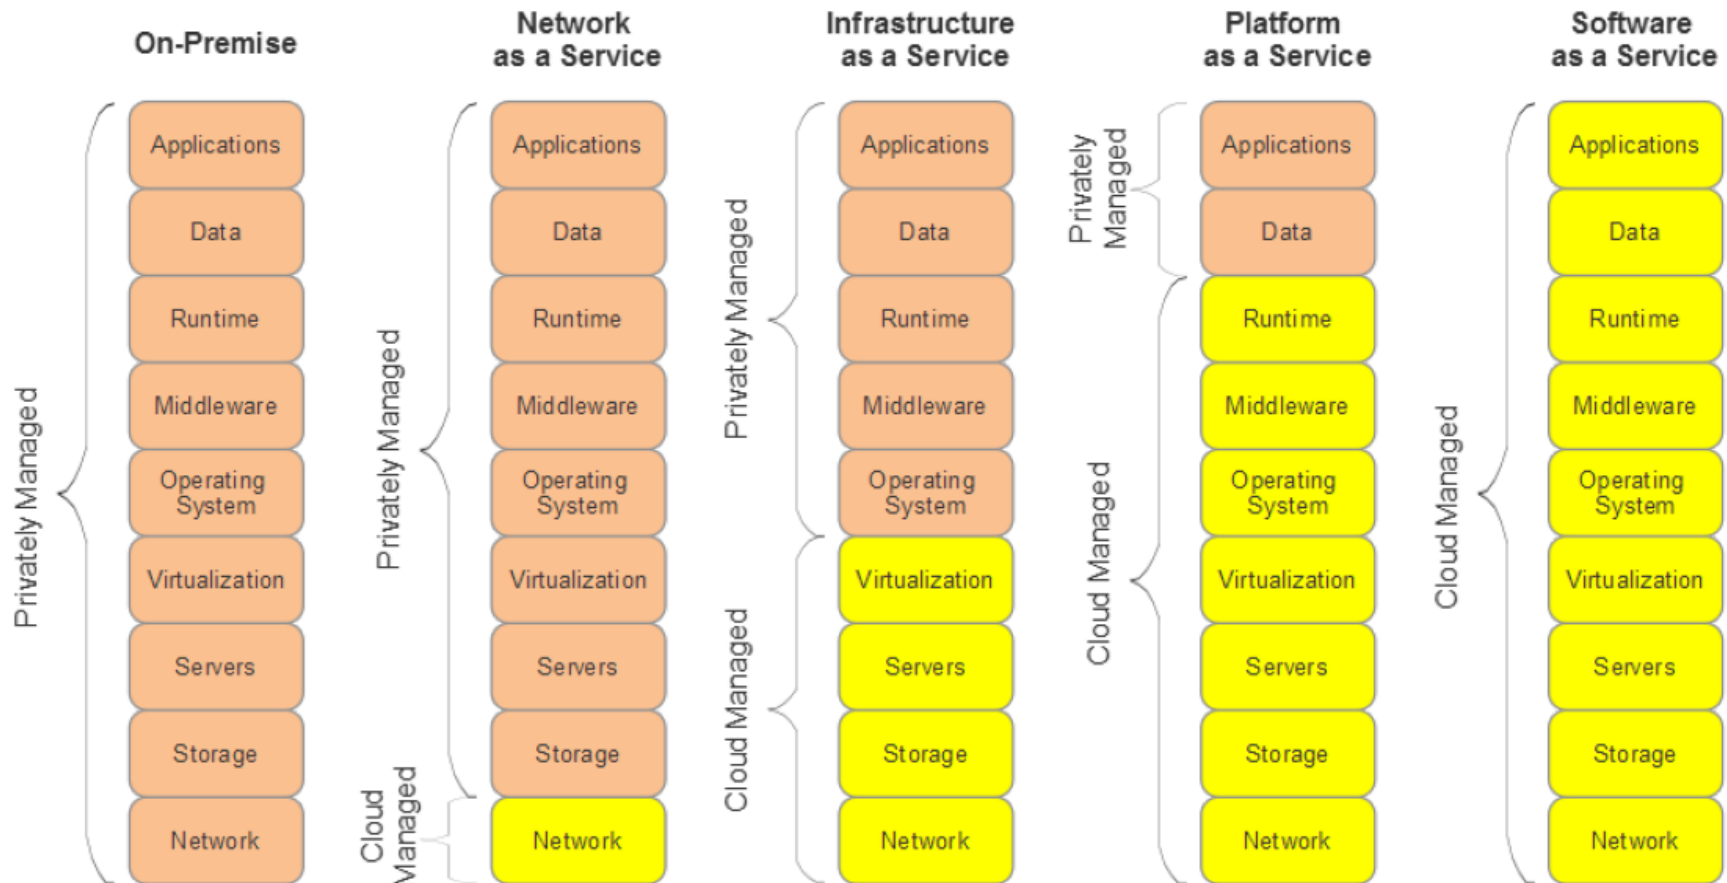 On-Premise
Network
as a Service
Infrastructure
as a Service
Platform
as a Service
Software
as a Service
Privately Managed
Applications
Data
Runtime
Middleware
Operating
System
Virtualization
Servers
Storage
Network
Privately Managed
Cloud
Managed
Applications
Data
Runtime
Middleware
Operating
System
Virtualization
Servers
Storage
Network
Privately Managed
Cloud Managed
Applications
Data
Runtime
Middleware
Operating
System
Virtualization
Servers
Storage
Network
Privately
Managed
Cloud Managed
Applications
Data
Runtime
Middleware
Operating
System
Virtualization
Servers
Storage
Network
Cloud Managed
Applications
Data
Runtime
Middleware
Operating
System
Virtualization
Servers
Storage
Network